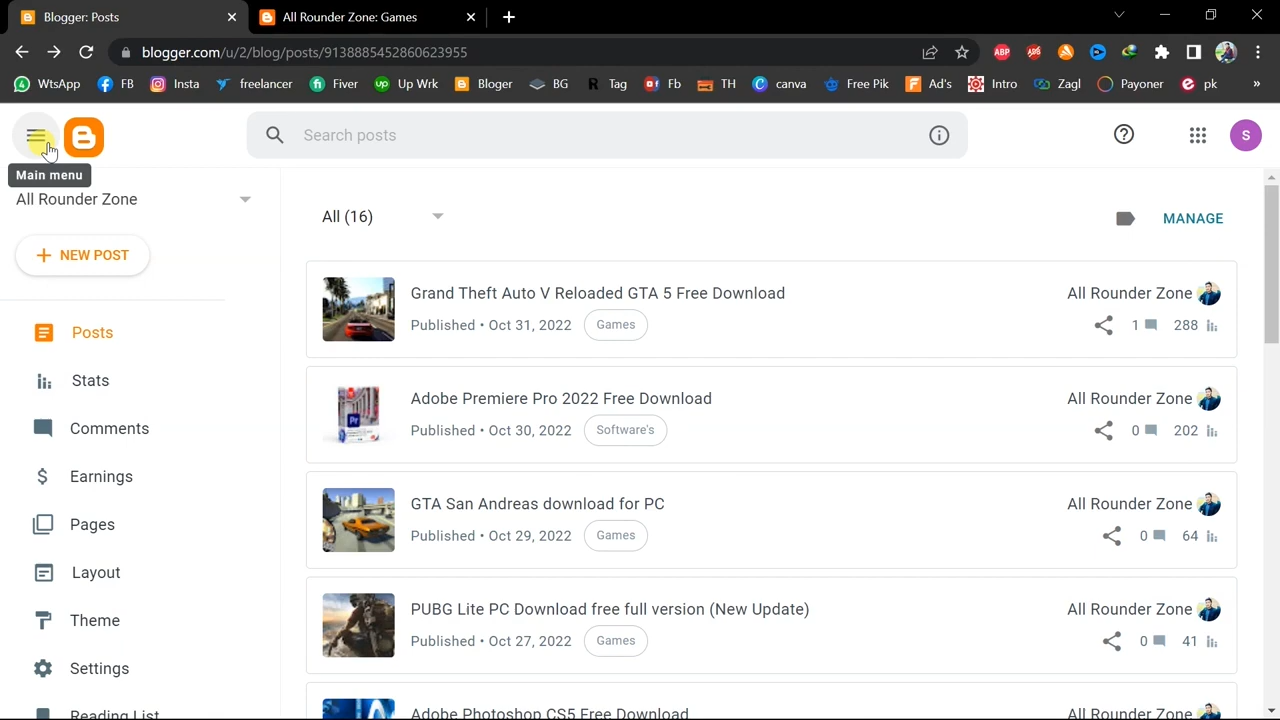 Blogger: Posts
All Rounder Zone: Games
blogger.com/u/2/blog/posts/9138885452860623955
ABP
WtsApp
FB
Insta
freelancer
Fiver
Up Wrk
Bloger
BG
Tag
Fb
TH
canva
Free Pik
Ad's
Intro
Zagl
Payoner
pk
»
Search posts
S
Main menu
All Rounder Zone
All (16)
MANAGE
+ NEW POST
Posts
Stats
Comments
Earnings
Pages
Layout
Theme
Settings
Reading List
Grand Theft Auto V Reloaded GTA 5 Free Download
All Rounder Zone
Published • Oct 31, 2022
Games
1
288
Adobe Premiere Pro 2022 Free Download
All Rounder Zone
Published • Oct 30, 2022
Software's
0
202
GTA San Andreas download for PC
All Rounder Zone
Published • Oct 29, 2022
Games
0
64
PUBG Lite PC Download free full version (New Update)
All Rounder Zone
Published • Oct 27, 2022
Games
0
41
Adobe Photoshop CS5 Free Download
All Rounder Zone